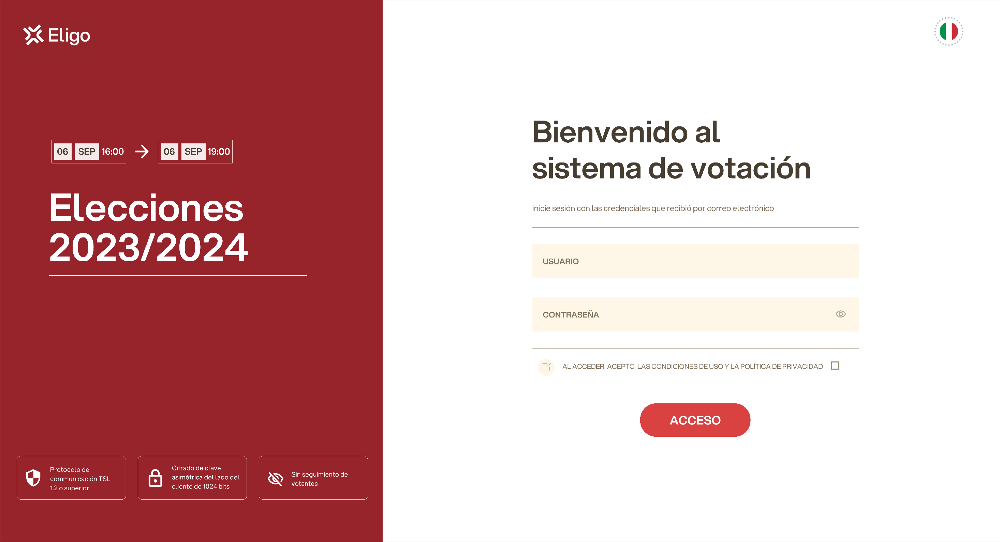 Eligo
06 SEP 16:00 → 06 SEP 19:00
Elecciones
2023/2024
Protocolo de
communicación TSL
1.2 o superior
Cifrado de clave
asimétrica del lado del
cliente de 1024 bits
Sin seguimiento de
votantes
Bienvenido al
sistema de votación
Inicie sesión con las credenciales que recibió por correo electrónico
USUARIO
CONTRASEÑA
AL ACCEDER ACEPTO LAS CONDICIONES DE USO Y LA POLÍTICA DE PRIVACIDAD
ACCESO